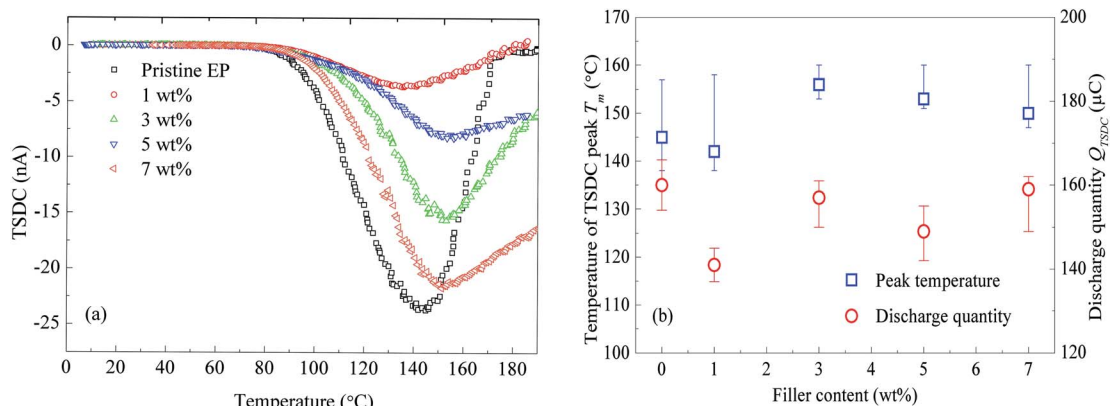 0
-5
-10
-15
-20
-25
TSDC (nA)
Pristine EP
1 wt%
3 wt%
5 wt%
7 wt%
(a)
0 20 40 60 80 100 120 140 160 180
Temperature (°C)
170
160
150
140
130
120
110
100
Temperature of TSDC peak Tm (°C)
200
180
160
140
120
Discharge quantity QTSDC (μC)
Peak temperature
Discharge quantity
(b)
0 1 2 3 4 5 6 7
Filler content (wt%)